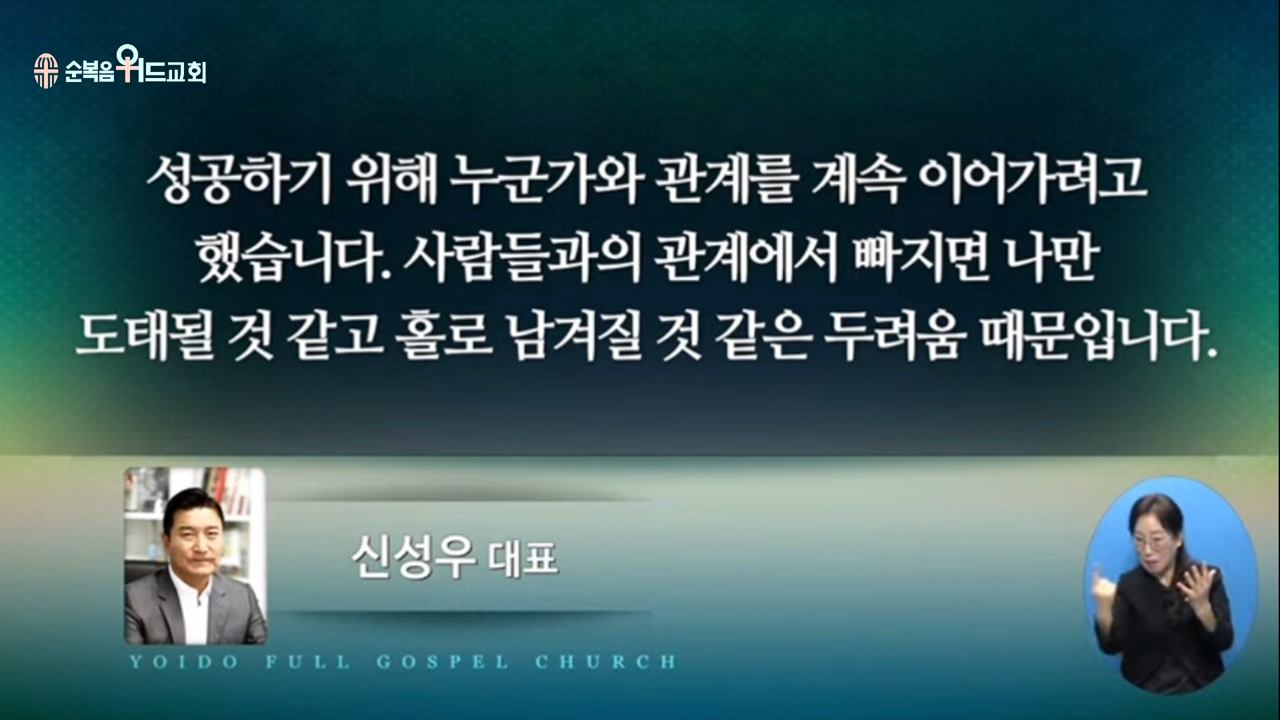 순복음위드교회
성공하기 위해 누군가와 관계를 계속 이어가려고
했습니다. 사람들과의 관계에서 빠지면 나만
도태될 것 같고 홀로 남겨질 것 같은 두려움 때문입니다.
신성우 대표
YOIDO FULL GOSPEL CHURCH